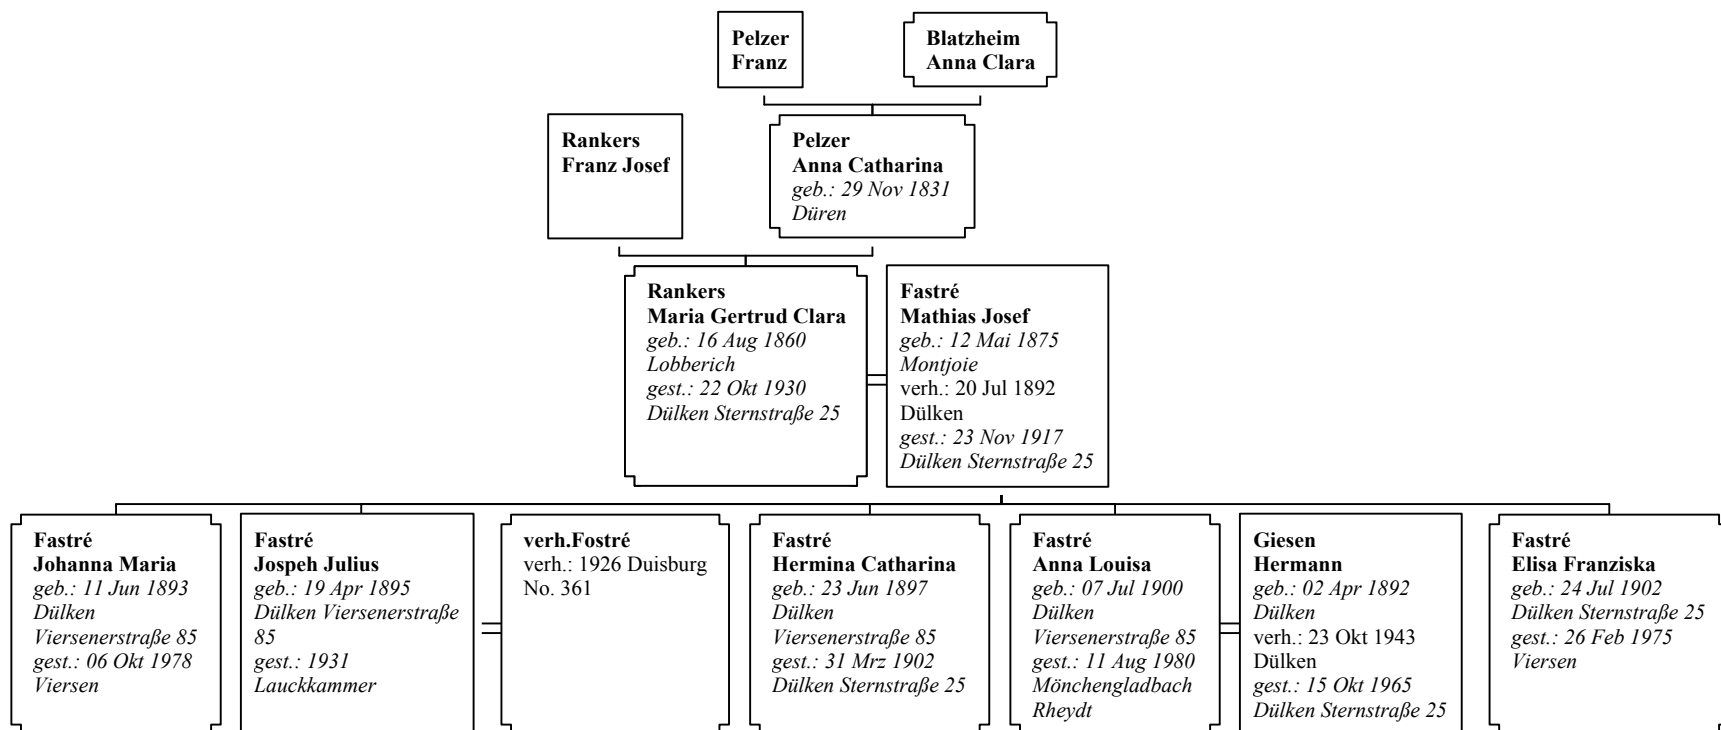 Pelzer
Franz
Blatzheim
Anna Clara
Rankers
Franz Josef
Pelzer
Anna Catharina
geb.: 29 Nov 1831
Düren
Rankers
Maria Gertrud Clara
geb.: 16 Aug 1860
Lobberich
gest.: 22 Okt 1930
Dülken Sternstraße 25
Fastré
Mathias Josef
geb.: 12 Mai 1875
Montjoie
verh.: 20 Jul 1892
Dülken
gest.: 23 Nov 1917
Dülken Sternstraße 25
Fastré
Johanna Maria
geb.: 11 Jun 1893
Dülken
Viersenerstraße 85
gest.: 06 Okt 1978
Viersen
Fastré
Jospeh Julius
geb.: 19 Apr 1895
Dülken Viersenerstraße
85
gest.: 1931
Lauckkammer
verh.Fostré
verh.: 1926 Duisburg
No. 361
Fastré
Hermina Catharina
geb.: 23 Jun 1897
Dülken
Viersenerstraße 85
gest.: 31 Mrz 1902
Dülken Sternstraße 25
Fastré
Anna Louisa
geb.: 07 Jul 1900
Dülken
Viersenerstraße 85
gest.: 11 Aug 1980
Mönchengladbach
Rheydt
Giesen
Hermann
geb.: 02 Apr 1892
Dülken
verh.: 23 Okt 1943
Dülken
gest.: 15 Okt 1965
Dülken Sternstraße 25
Fastré
Elisa Franziska
geb.: 24 Jul 1902
Dülken Sternstraße 25
gest.: 26 Feb 1975
Viersen